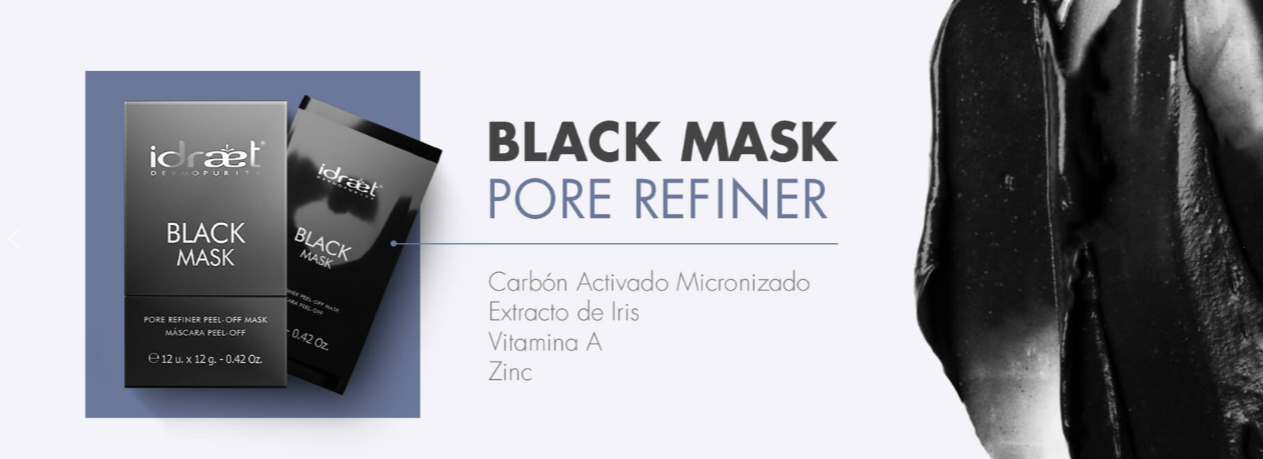 idraet
DERMOPURITY
BLACK
MASK
PORE REFINER PEEL-OFF MASK
MÁSCARA PEEL-OFF
℮ 12 u. x 12 g. - 0.42 Oz.
idraet
DERMOPURITY
BLACK
MASK
PEEL-OFF MASK
PEEL-OFF
- 0.42 Oz.
BLACK MASK
PORE REFINER
Carbón Activado Micronizado
Extracto de Iris
Vitamina A
Zinc